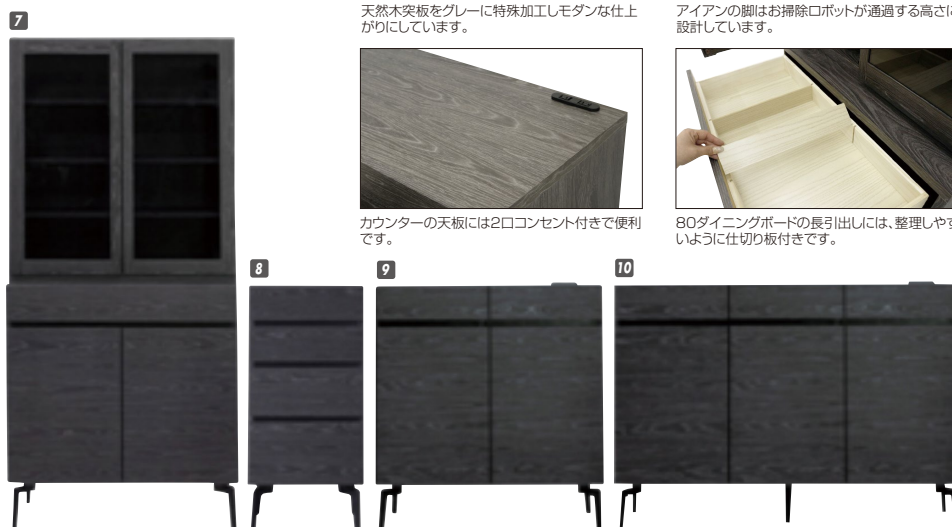 7
天然木突板をグレーに特殊加工しモダンな仕上
がりにしています。
アイアンの脚はお掃除ロボットが通過する高さに
設計しています。
カウンターの天板には2口コンセント付きで便利
です。
80ダイニングボードの長引出しには、整理しやす
いように仕切り板付きです。
8
9
10